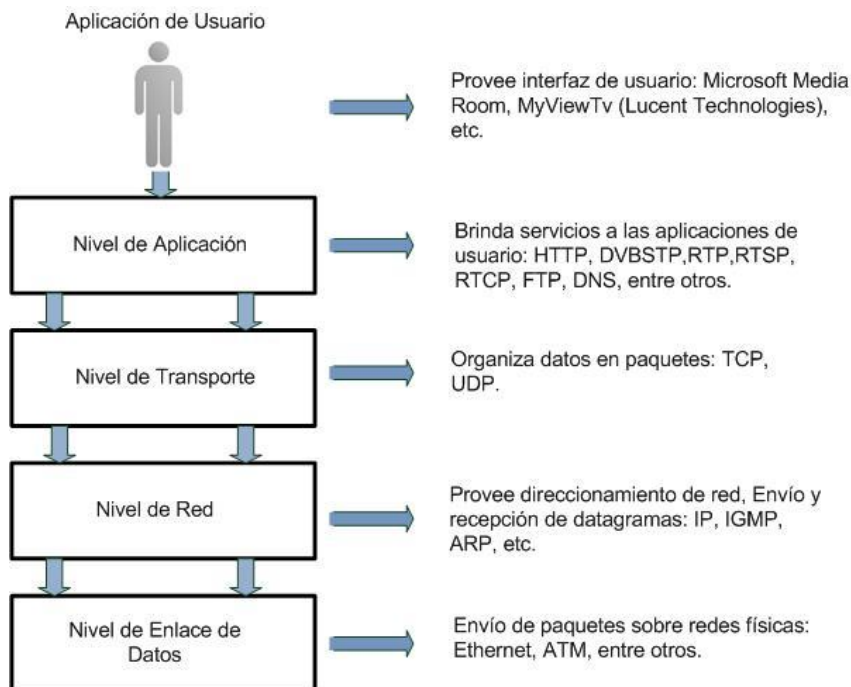 Aplicación de Usuario
Provee interfaz de usuario: Microsoft Media
Room, MyViewTv (Lucent Technologies),
etc.
Nivel de Aplicación
Brinda servicios a las aplicaciones de
usuario: HTTP, DVBSTP,RTP,RTSP,
RTCP, FTP, DNS, entre otros.
Nivel de Transporte
Organiza datos en paquetes: TCP,
UDP.
Nivel de Red
Provee direccionamiento de red, Envío y
recepción de datagramas: IP, IGMP,
ARP, etc.
Nivel de Enlace de
Datos
Envío de paquetes sobre redes físicas:
Ethernet, ATM, entre otros.